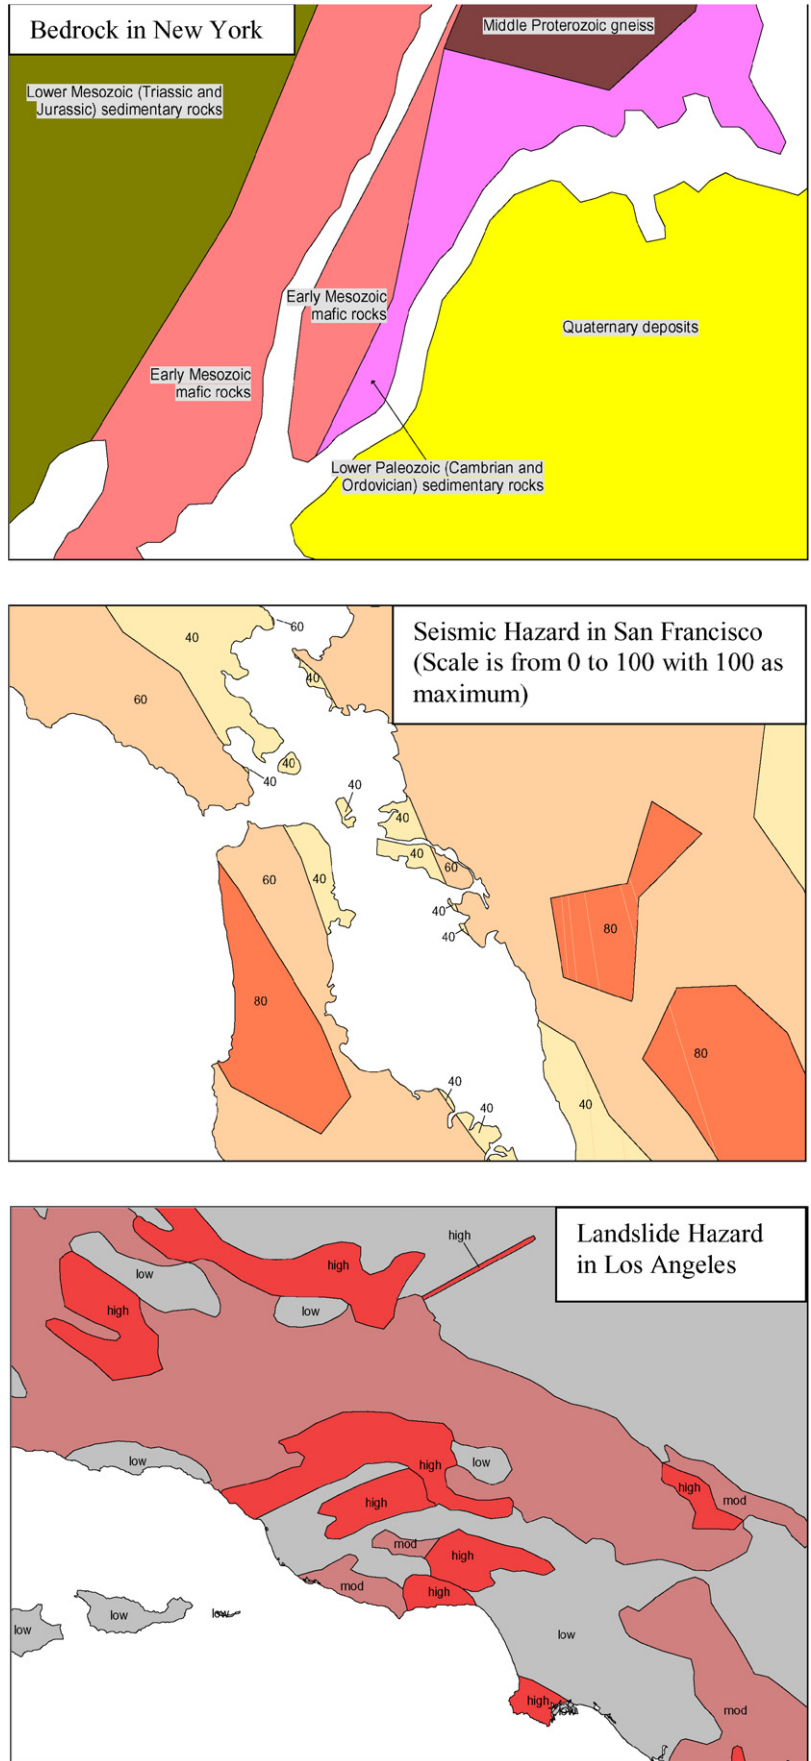 Bedrock in New York
Middle Proterozoic gneiss
Lower Mesozoic (Triassic and
Jurassic) sedimentary rocks
Early Mesozoic
mafic rocks
Early Mesozoic
mafic rocks
Quaternary deposits
Lower Paleozoic (Cambrian and
Ordovician) sedimentary rocks
Seismic Hazard in San Francisco
(Scale is from 0 to 100 with 100 as
maximum)
60
40
40
60
40
40
40
40
40
60
60
40
40
40
80
80
80
40
40
40
Landslide Hazard
in Los Angeles
high
high
low
high
low
low
high
low
high
high
mod
mod
high
mod
high
low
low
low
low
high
low
mod